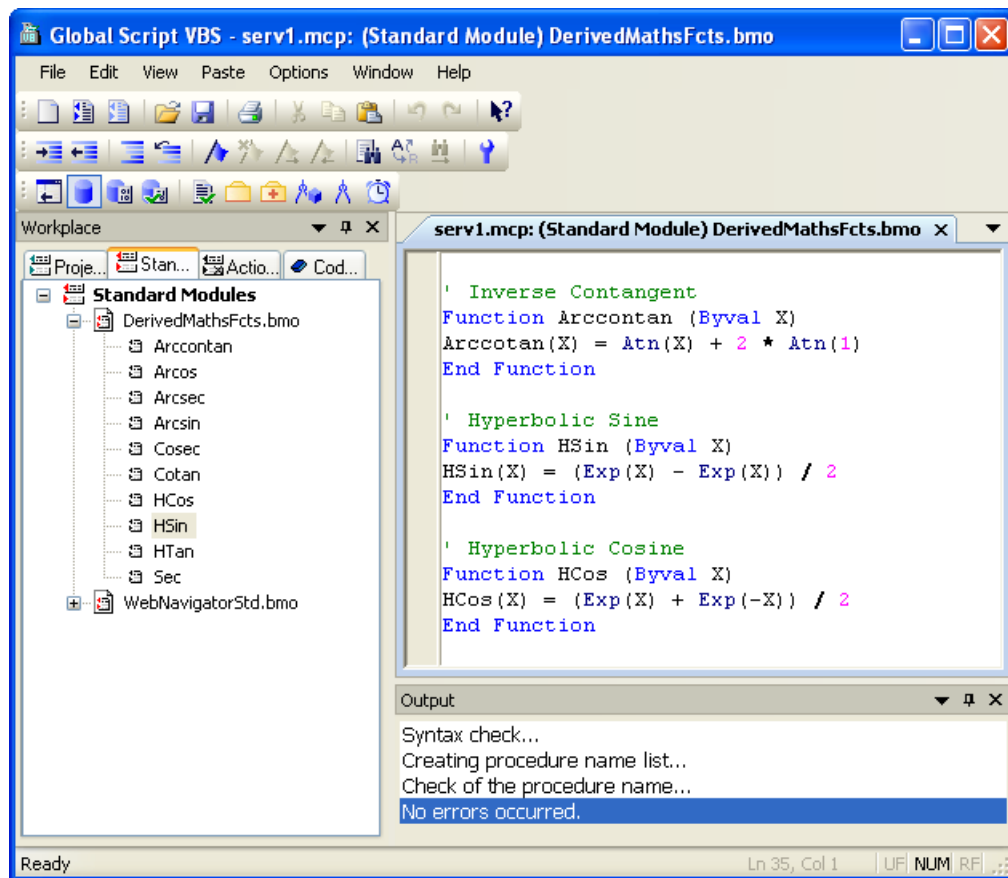 Global Script VBS - serv1.mcp: (Standard Module) DerivedMathsFcts.bmo
File Edit View Paste Options Window Help
Workplace
Proje... Stan... Actio... Cod...
Standard Modules
DerivedMathsFcts.bmo
Arccontan
Arcos
Arcsec
Arcsin
Cosec
Cotan
HCos
HSin
HTan
Sec
WebNavigatorStd.bmo
serv1.mcp: (Standard Module) DerivedMathsFcts.bmo
' Inverse Contangent
Function Arccontan (Byval X)
Arccotan(X) = Atn(X) + 2 * Atn(1)
End Function
' Hyperbolic Sine
Function HSin (Byval X)
HSin(X) = (Exp(X) - Exp(X)) / 2
End Function
' Hyperbolic Cosine
Function HCos (Byval X)
HCos(X) = (Exp(X) + Exp(-X)) / 2
End Function
Output
Syntax check...
Creating procedure name list...
Check of the procedure name...
No errors occurred.
Ready
Ln 35, Col 1 UF NUM RF